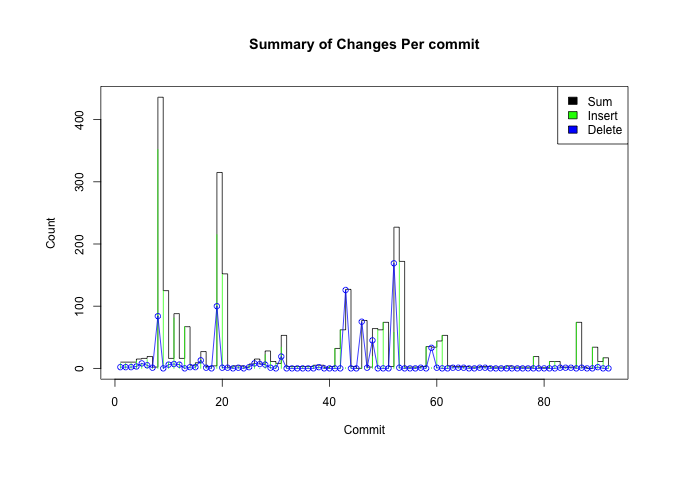 Summary of Changes Per commit
Sum
Insert
Delete
Count
400
300
200
100
0
0 20 40 60 80
Commit